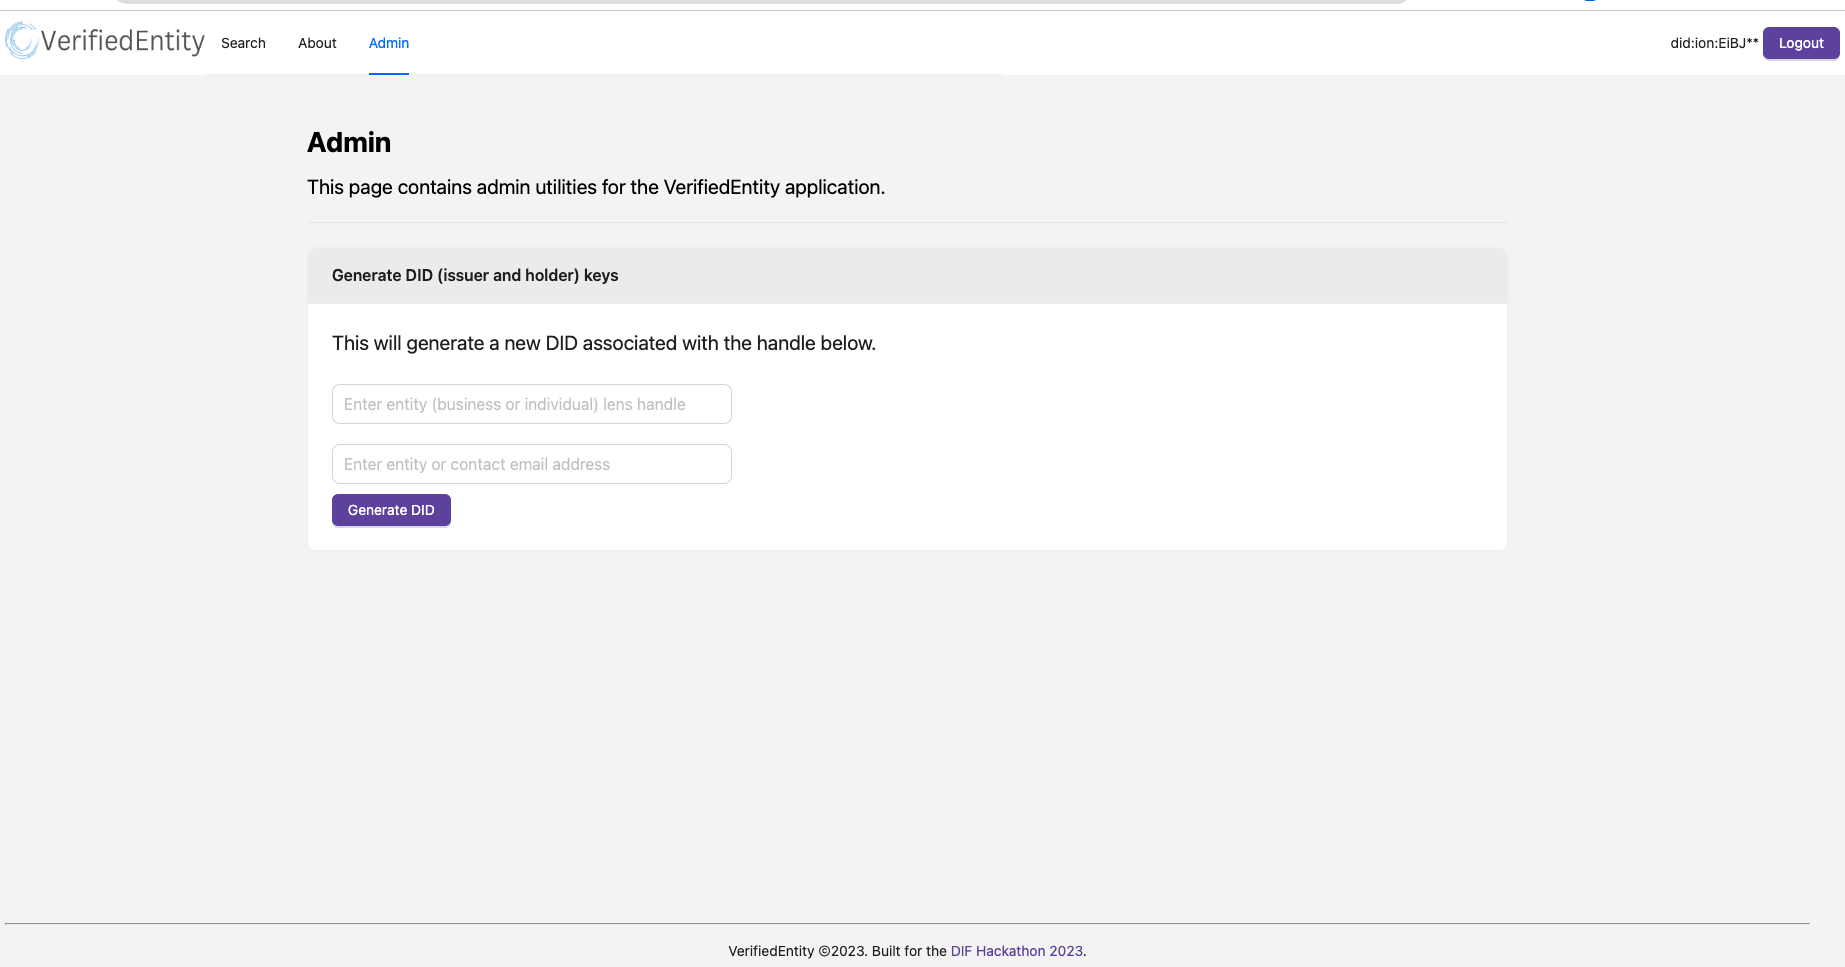 VerifiedEntity Search About Admin did:ion:EiBJ** Logout
Admin
This page contains admin utilities for the VerifiedEntity application.
Generate DID (issuer and holder) keys
This will generate a new DID associated with the handle below.
Enter entity (business or individual) lens handle
Enter entity or contact email address
Generate DID
VerifiedEntity ©2023. Built for the DIF Hackathon 2023.